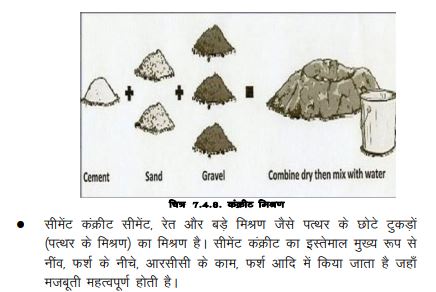 Cement Sand Gravel Combine dry then mix with water
चित्र 7.4.8. कंक्रीट मिश्रण
● सीमेंट कंक्रीट सीमेंट, रेत और बड़े मिश्रण जैसे पत्थर के छोटे टुकड़ों
(पत्थर के मिश्रण) का मिश्रण है। सीमेंट कंक्रीट का इस्तेमाल मुख्य रूप से
नींव, फर्श के नीचे, आरसीसी के काम, फर्श आदि में किया जाता है जहाँ
मजबूती महत्वपूर्ण होती है।